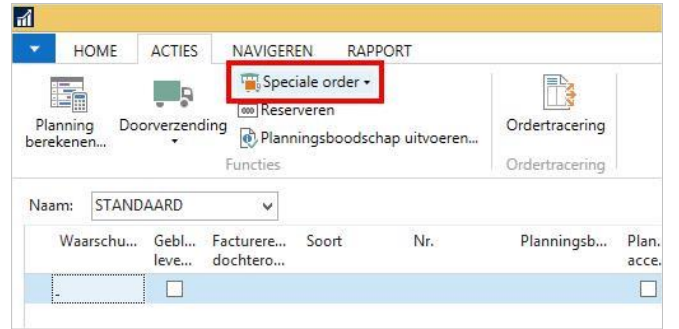 HOME ACTIES NAVIGEREN RAPPORT
Planning berekenen...
Doorverzending
Speciale order
Reserveren
Planningsboodschap uitvoeren...
Functies
Ordertracering
Ordertracering
Naam: STANDAARD
Waarschu... Gebl... Facturere... Soort Nr. Planningsb... Plan.
leve... dochtero... acce.
-